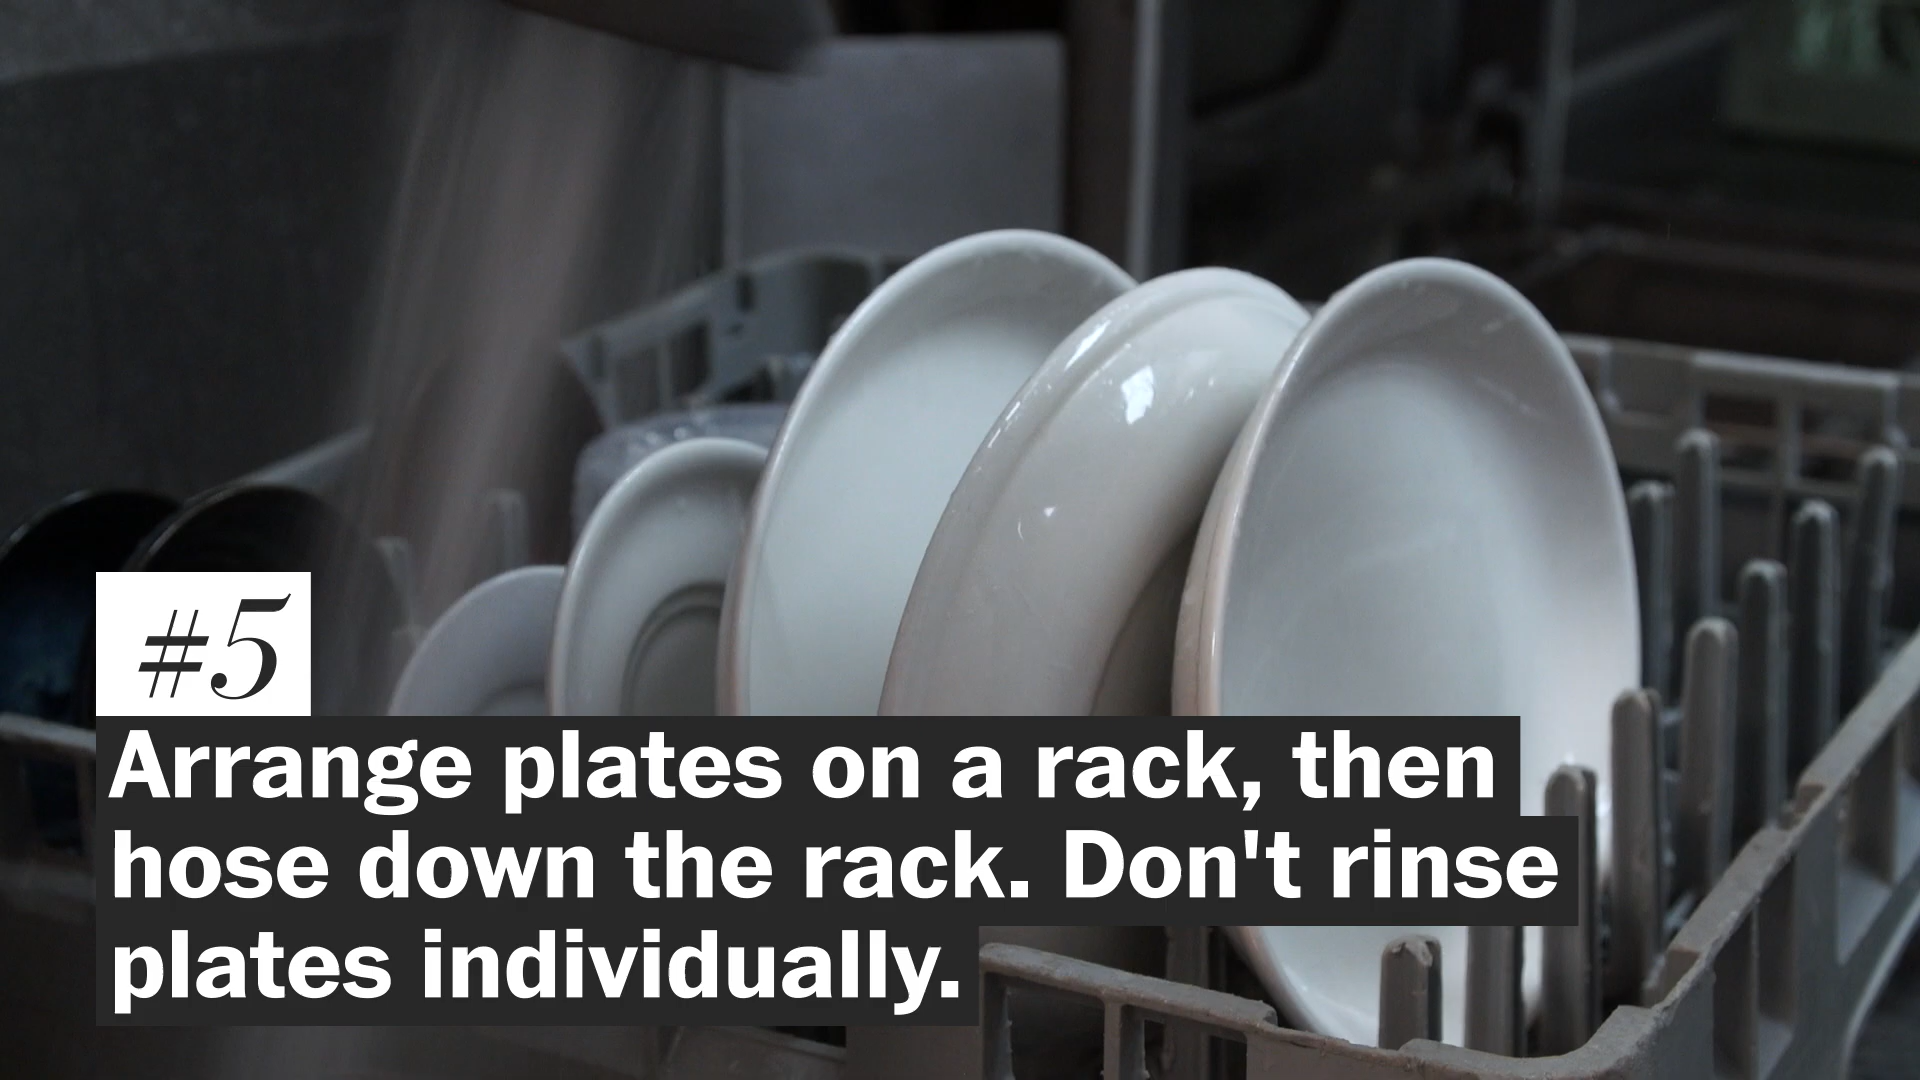 #5
Arrange plates on a rack, then
hose down the rack. Don't rinse
plates individually.